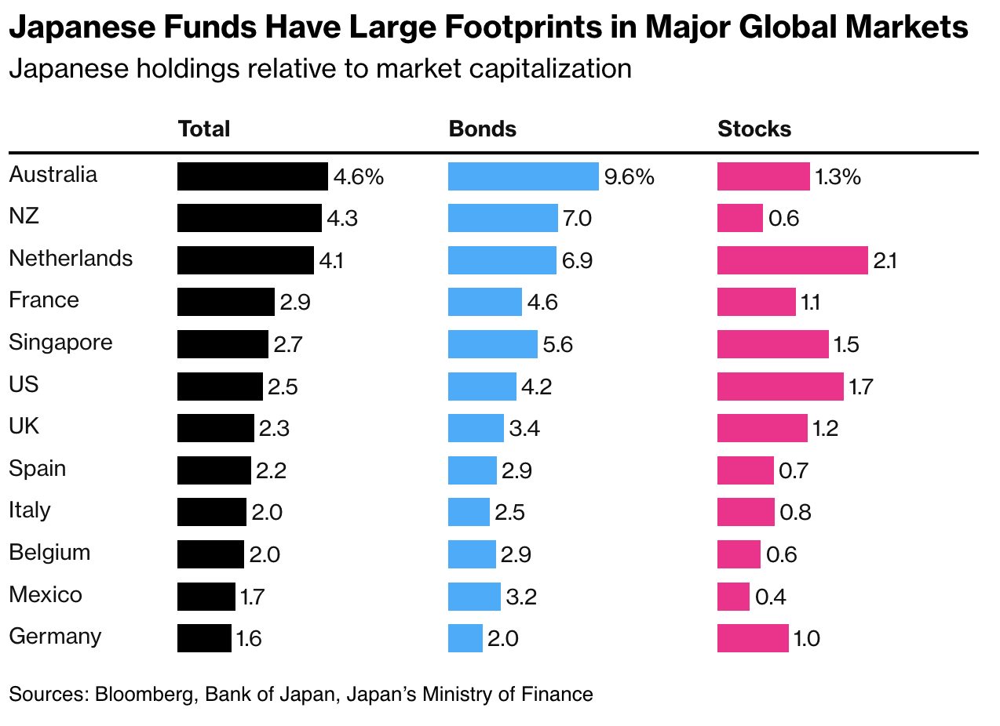 Japanese Funds Have Large Footprints in Major Global Markets
Japanese holdings relative to market capitalization
Total Bonds Stocks
Australia 4.6% 9.6% 1.3%
NZ 4.3 7.0 0.6
Netherlands 4.1 6.9 2.1
France 2.9 4.6 1.1
Singapore 2.7 5.6 1.5
US 2.5 4.2 1.7
UK 2.3 3.4 1.2
Spain 2.2 2.9 0.7
Italy 2.0 2.5 0.8
Belgium 2.0 2.9 0.6
Mexico 1.7 3.2 0.4
Germany 1.6 2.0 1.0
Sources: Bloomberg, Bank of Japan, Japan’s Ministry of Finance